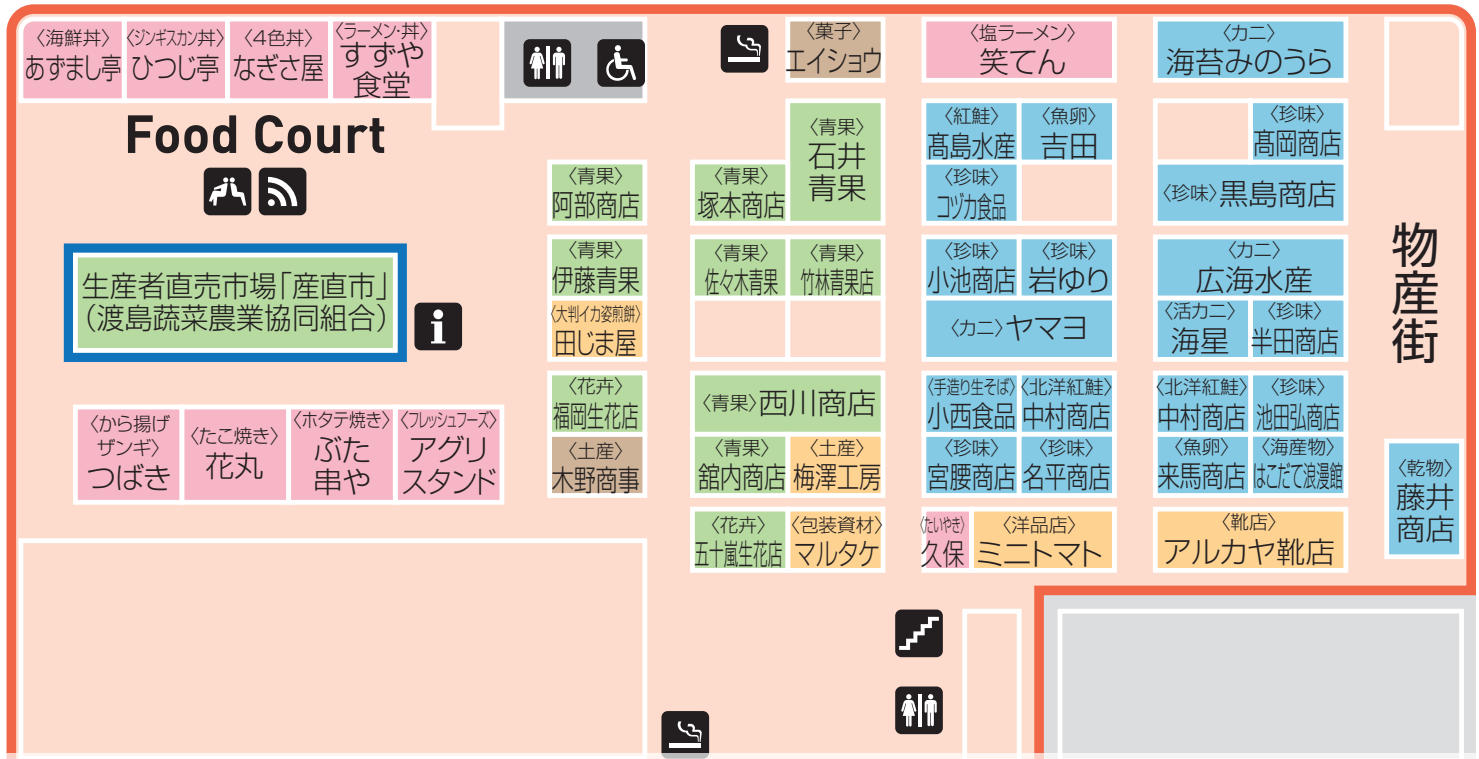 〈海鮮丼〉
あずまし亭
〈ジンギスカン丼〉
ひつじ亭
〈4色丼〉
なぎさ屋
〈ラーメン・丼〉
すずや
食堂
〈菓子〉
エイショウ
〈塩ラーメン〉
笑てん
〈カニ〉
海苔みのうら
Food Court
生産者直売市場「産直市」
（渡島蔬菜農業協同組合）
〈から揚げ
ザンギ〉
つばき
〈たこ焼き〉
花丸
〈ホタテ焼き〉
ぶた
串や
〈フレッシュフーズ〉
アグリ
スタンド
〈青果〉
阿部商店
〈青果〉
伊藤青果
〈大判イカ姿煎餅〉
田じま屋
〈花卉〉
福岡生花店
〈土産〉
木野商事
〈青果〉
石井
青果
〈青果〉
塚本商店
〈青果〉
佐々木青果
〈青果〉
竹林青果店
〈青果〉西川商店
〈青果〉
舘内商店
〈土産〉
梅澤工房
〈花卉〉
五十嵐生花店
〈包装資材〉
マルタケ
〈紅鮭〉
髙島水産
〈魚卵〉
吉田
〈珍味〉
コヅカ食品
〈珍味〉
小池商店
〈珍味〉
岩ゆり
〈カニ〉ヤマヨ
〈手造り生そば〉
小西食品
〈北洋紅鮭〉
中村商店
〈珍味〉
宮腰商店
〈珍味〉
名平商店
〈たいやき〉
久保
〈洋品店〉
ミニトマト
〈珍味〉
髙岡商店
〈珍味〉黒島商店
〈カニ〉
広海水産
〈活カニ〉
海星
〈珍味〉
半田商店
〈北洋紅鮭〉
中村商店
〈珍味〉
池田弘商店
〈魚卵〉
来馬商店
〈海産物〉
はこだて浪漫館
〈靴店〉
アルカヤ靴店
物産街
〈乾物〉
藤井
商店